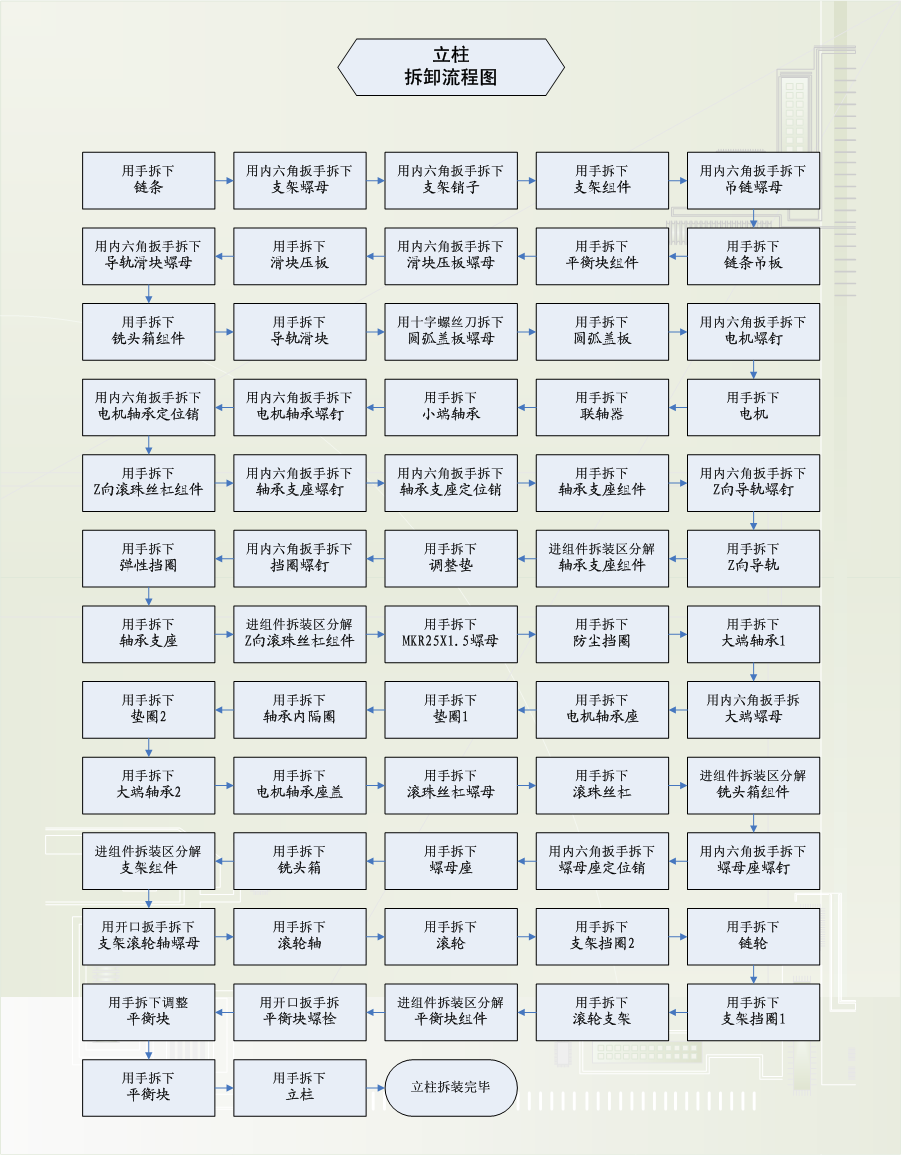 立柱
拆卸流程图
用手拆下
链条
用内六角扳手拆下
支架螺母
用内六角扳手拆下
支架销子
用手拆下
支架组件
用内六角扳手拆下
吊链螺母
用内六角扳手拆下
导轨滑块螺母
用手拆下
滑块压板
用内六角扳手拆下
滑块压板螺母
用手拆下
平衡块组件
用手拆下
链条吊板
用手拆下
铣头箱组件
用手拆下
导轨滑块
用十字螺丝刀拆下
圆弧盖板螺母
用手拆下
圆弧盖板
用内六角扳手拆下
电机螺钉
用内六角扳手拆下
电机轴承定位销
用内六角扳手拆下
电机轴承螺钉
用手拆下
小端轴承
用手拆下
联轴器
用手拆下
电机
用手拆下
Z向滚珠丝杠组件
用内六角扳手拆下
轴承支座螺钉
用内六角扳手拆下
轴承支座定位销
用手拆下
轴承支座组件
用内六角扳手拆下
Z向导轨螺钉
用手拆下
弹性挡圈
用内六角扳手拆下
挡圈螺钉
用手拆下
调整垫
进组件拆装区分解
轴承支座组件
用手拆下
Z向导轨
用手拆下
轴承支座
进组件拆装区分解
Z向滚珠丝杠组件
用手拆下
MKR25X1.5螺母
用手拆下
防尘挡圈
用手拆下
大端轴承1
用手拆下
垫圈2
用手拆下
轴承内隔圈
用手拆下
垫圈1
用手拆下
电机轴承座
用内六角扳手拆
大端螺母
用手拆下
大端轴承2
用手拆下
电机轴承座盖
用手拆下
滚珠丝杠螺母
用手拆下
滚珠丝杠
进组件拆装区分解
铣头箱组件
进组件拆装区分解
支架组件
用手拆下
铣头箱
用手拆下
螺母座
用内六角扳手拆下
螺母座定位销
用内六角扳手拆下
螺母座螺钉
用开口扳手拆下
支架滚轮轴螺母
用手拆下
滚轮轴
用手拆下
滚轮
用手拆下
支架挡圈2
用手拆下
链轮
用手拆下调整
平衡块
用开口扳手拆
平衡块螺栓
进组件拆装区分解
平衡块组件
用手拆下
滚轮支架
用手拆下
支架挡圈1
用手拆下
平衡块
用手拆下
立柱
立柱拆装完毕